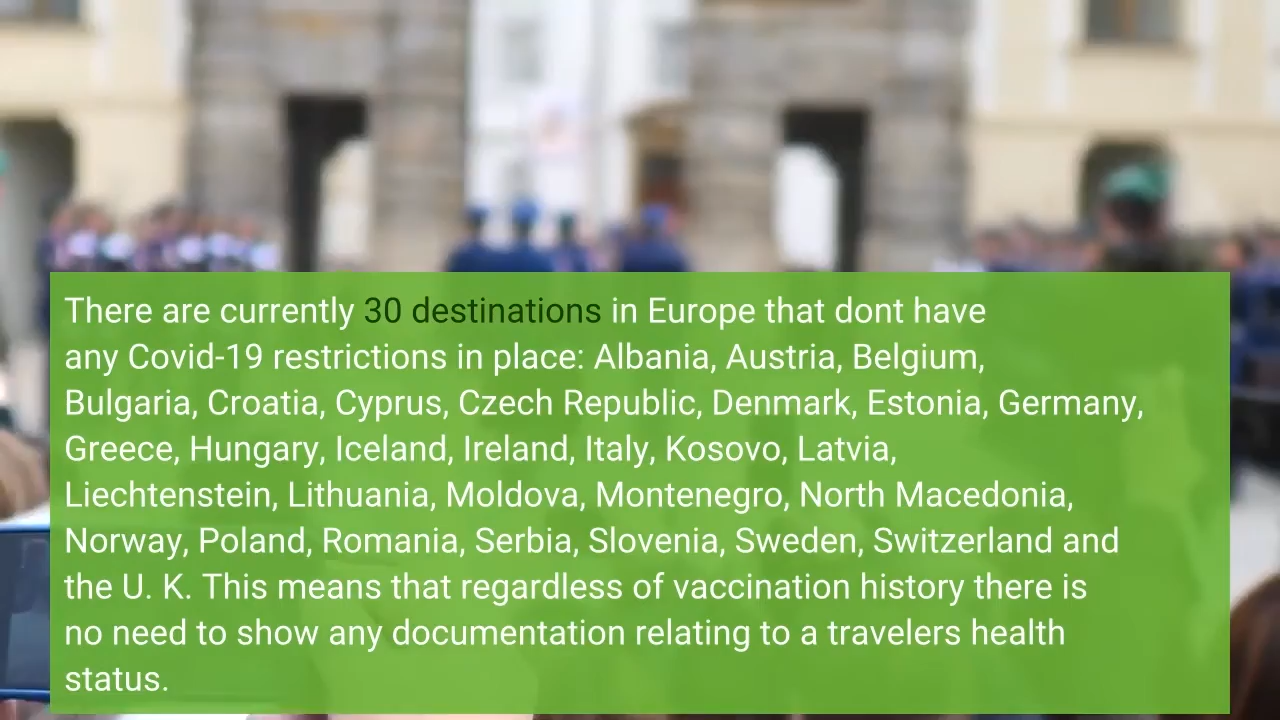 There are currently 30 destinations in Europe that dont have
any Covid-19 restrictions in place: Albania, Austria, Belgium,
Bulgaria, Croatia, Cyprus, Czech Republic, Denmark, Estonia, Germany,
Greece, Hungary, Iceland, Ireland, Italy, Kosovo, Latvia,
Liechtenstein, Lithuania, Moldova, Montenegro, North Macedonia,
Norway, Poland, Romania, Serbia, Slovenia, Sweden, Switzerland and
the U. K. This means that regardless of vaccination history there is
no need to show any documentation relating to a travelers health
status.